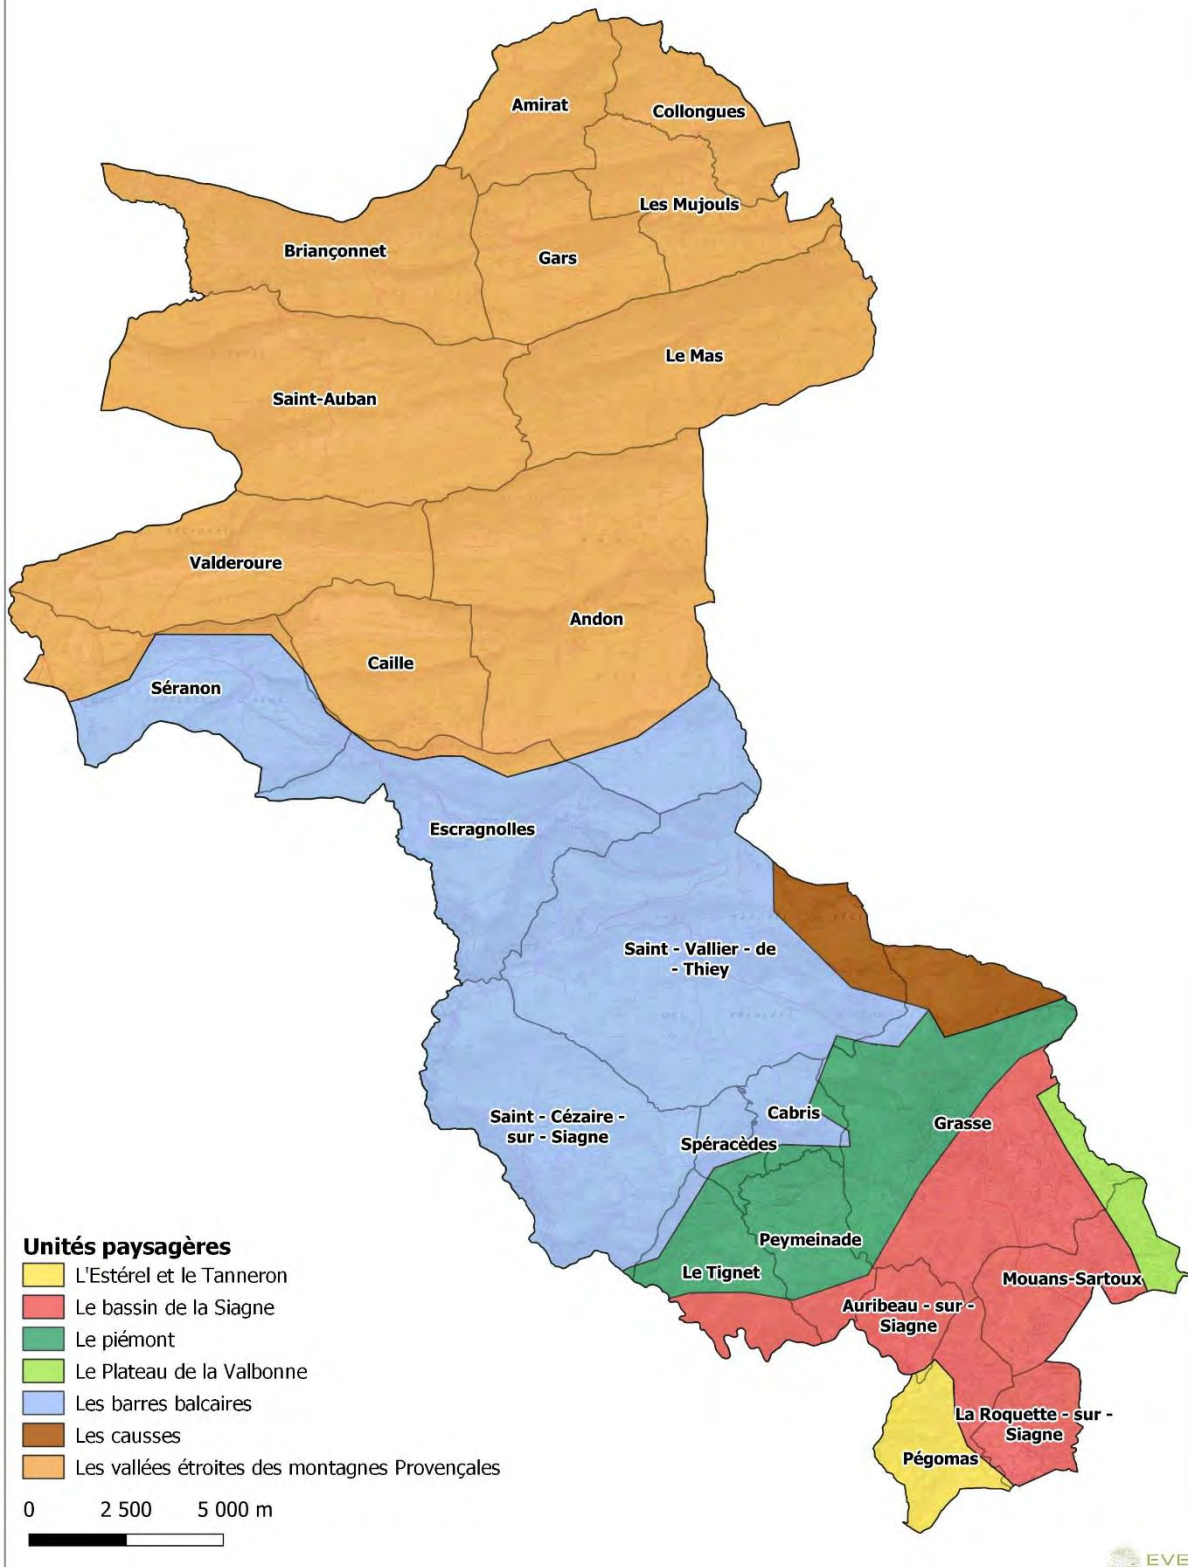 Amirat
Collongues
Les Mujouls
Briançonnet
Gars
Le Mas
Saint-Auban
Valderoure
Andon
Caille
Séranon
Escragnolles
Saint - Vallier - de
- Thiey
Saint - Cézaire -
sur - Siagne
Cabris
Spéracèdes
Grasse
Peymeinade
Le Tignet
Mouans-Sartoux
Auribeau - sur -
Siagne
La Roquette - sur -
Siagne
Pégomas
Unités paysagères
L'Estérel et le Tanneron
Le bassin de la Siagne
Le piémont
Le Plateau de la Valbonne
Les barres balcaires
Les causses
Les vallées étroites des montagnes Provençales
0 2 500 5 000 m
EVE